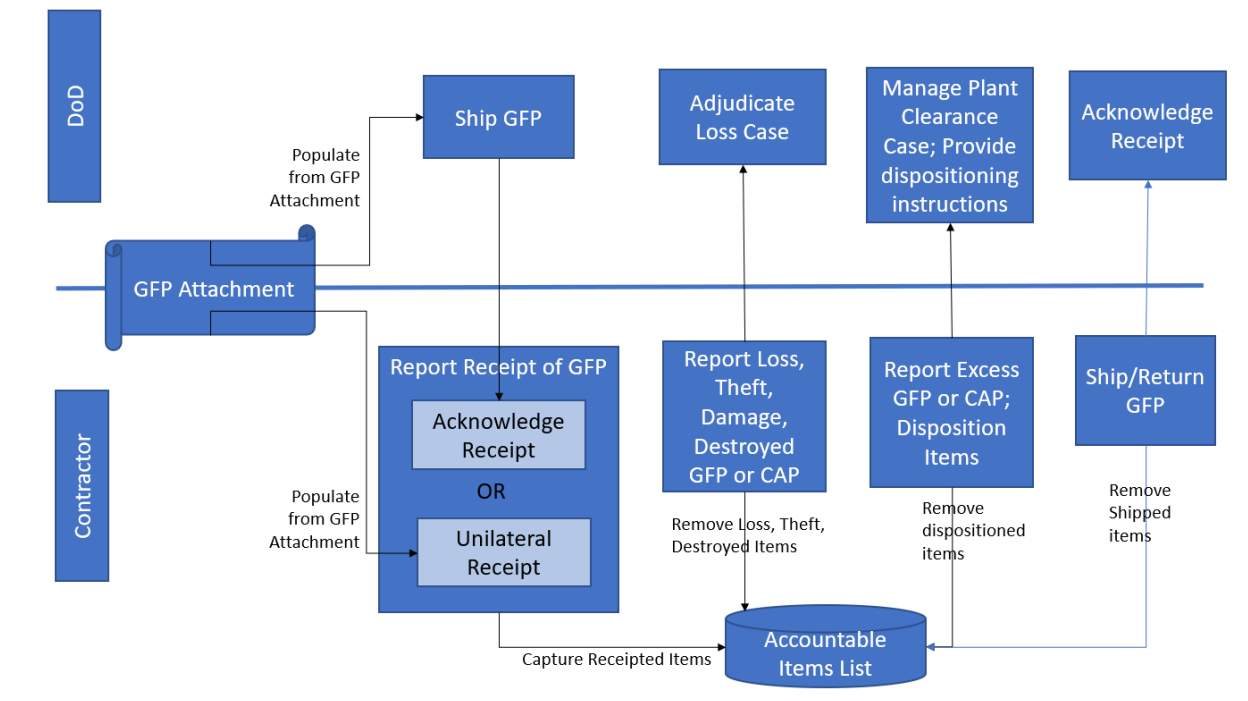 DoD
Ship GFP
Adjudicate
Loss Case
Manage Plant
Clearance
Case; Provide
dispositioning
instructions
Acknowledge
Receipt
Populate
from GFP
Attachment
GFP Attachment
Contractor
Populate
from GFP
Attachment
Report Receipt of GFP
Acknowledge
Receipt
OR
Unilateral
Receipt
Report Loss,
Theft,
Damage,
Destroyed
GFP or CAP
Report Excess
GFP or CAP;
Disposition
Items
Ship/Return
GFP
Remove Loss, Theft,
Destroyed Items
Remove
dispositioned
items
Remove
Shipped
items
Capture Receipted Items
Accountable
Items List